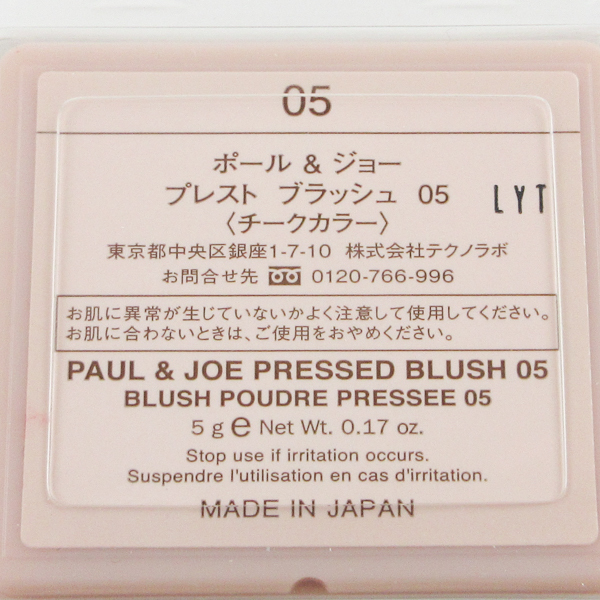 05
ポール & ジョー
プレスト ブラッシュ 05
LYT
〈チークカラー〉
東京都中央区銀座1-7-10 株式会社テクノラボ
お問合せ先 0120-766-996
お肌に異常が生じていないかよく注意して使用してください。
お肌に合わないときは、ご使用をおやめください。
PAUL & JOE PRESSED BLUSH 05
BLUSH POUDRE PRESSEE 05
5 g e Net Wt. 0.17 oz.
Stop use if irritation occurs.
Suspendre l'utilisation en cas d'irritation.
MADE IN JAPAN